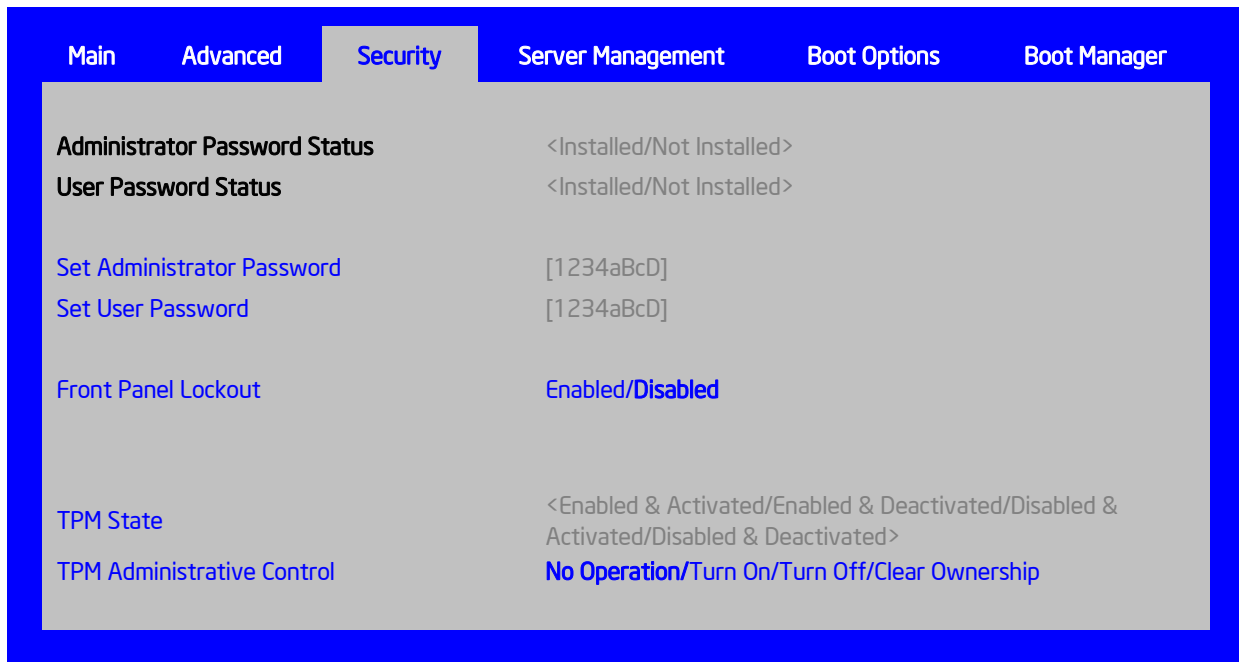 Main Advanced Security Server Management Boot Options Boot Manager
Administrator Password Status <Installed/Not Installed>
User Password Status <Installed/Not Installed>
Set Administrator Password [1234aBcD]
Set User Password [1234aBcD]
Front Panel Lockout Enabled/Disabled
TPM State <Enabled & Activated/Enabled & Deactivated/Disabled &
Activated/Disabled & Deactivated>
TPM Administrative Control No Operation/Turn On/Turn Off/Clear Ownership